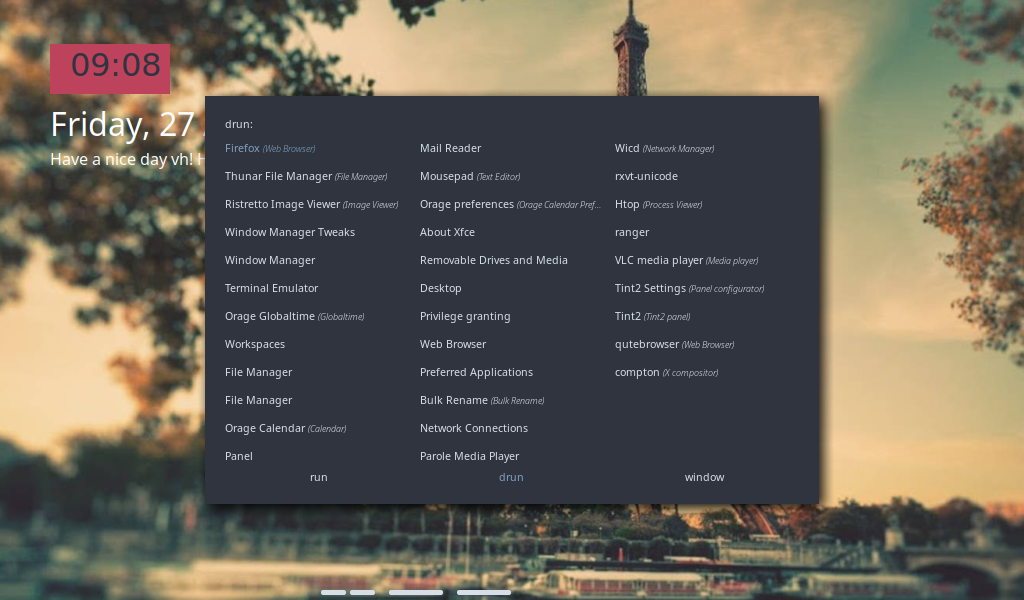 09:08
Friday, 27
Have a nice day vh!
drun:
Firefox (Web Browser)
Thunar File Manager (File Manager)
Ristretto Image Viewer (Image Viewer)
Window Manager Tweaks
Window Manager
Terminal Emulator
Orage Globaltime (Globaltime)
Workspaces
File Manager
File Manager
Orage Calendar (Calendar)
Panel
Mail Reader
Mousepad (Text Editor)
Orage preferences (Orage Calendar Pref...
About Xfce
Removable Drives and Media
Desktop
Privilege granting
Web Browser
Preferred Applications
Bulk Rename (Bulk Rename)
Network Connections
Parole Media Player
Wicd (Network Manager)
rxvt-unicode
Htop (Process Viewer)
ranger
VLC media player (Media player)
Tint2 Settings (Panel configurator)
Tint2 (Tint2 panel)
qutebrowser (Web Browser)
compton (X compositor)
run drun window